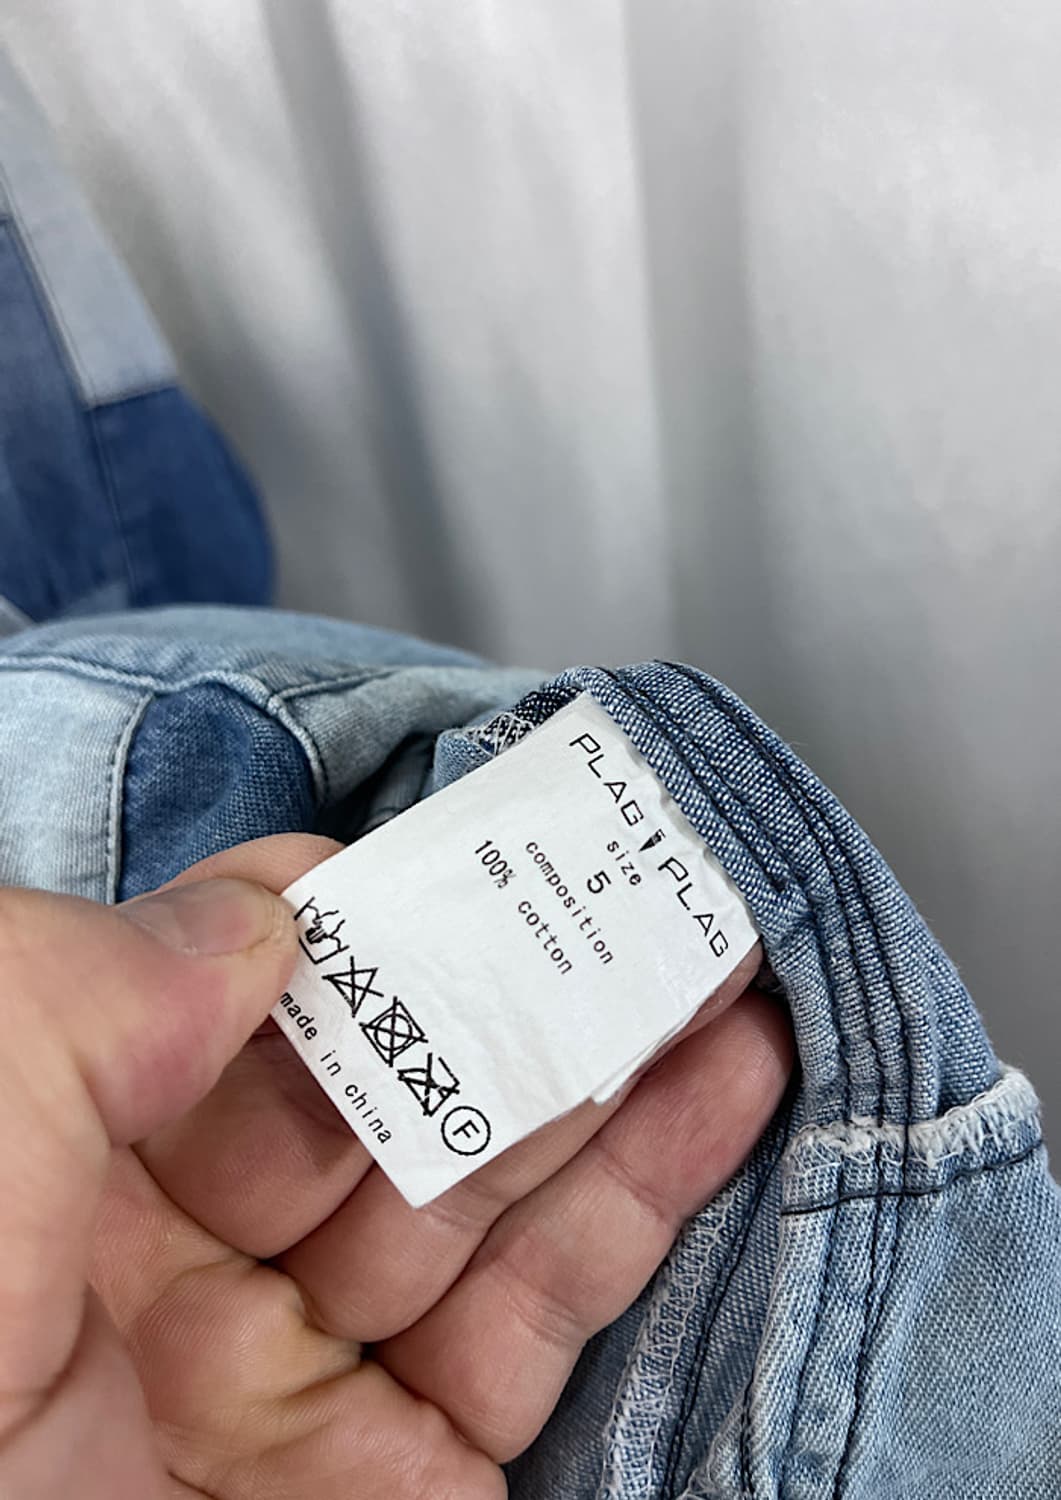 PLAG PLAG
size
5
composition
100% cotton
F
made in china